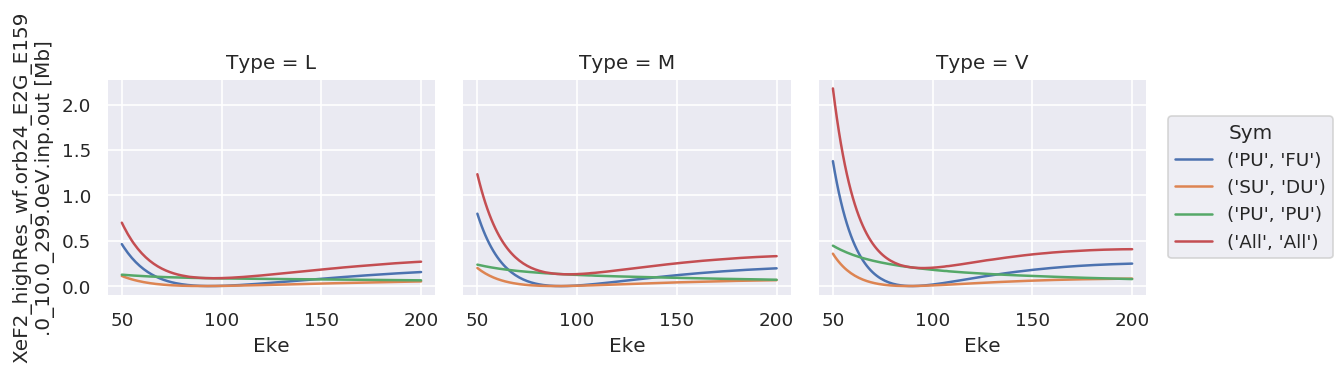 XeF2_highRes_wf.orb24_E2G_E159
.0_10.0_299.0eV.inp.out [Mb]
Type = L
Type = M
Type = V
2.0
1.5
1.0
0.5
0.0
50
100
150
200
50
100
150
200
50
100
150
200
Eke
Eke
Eke
Sym
('PU', 'FU')
('SU', 'DU')
('PU', 'PU')
('All', 'All')